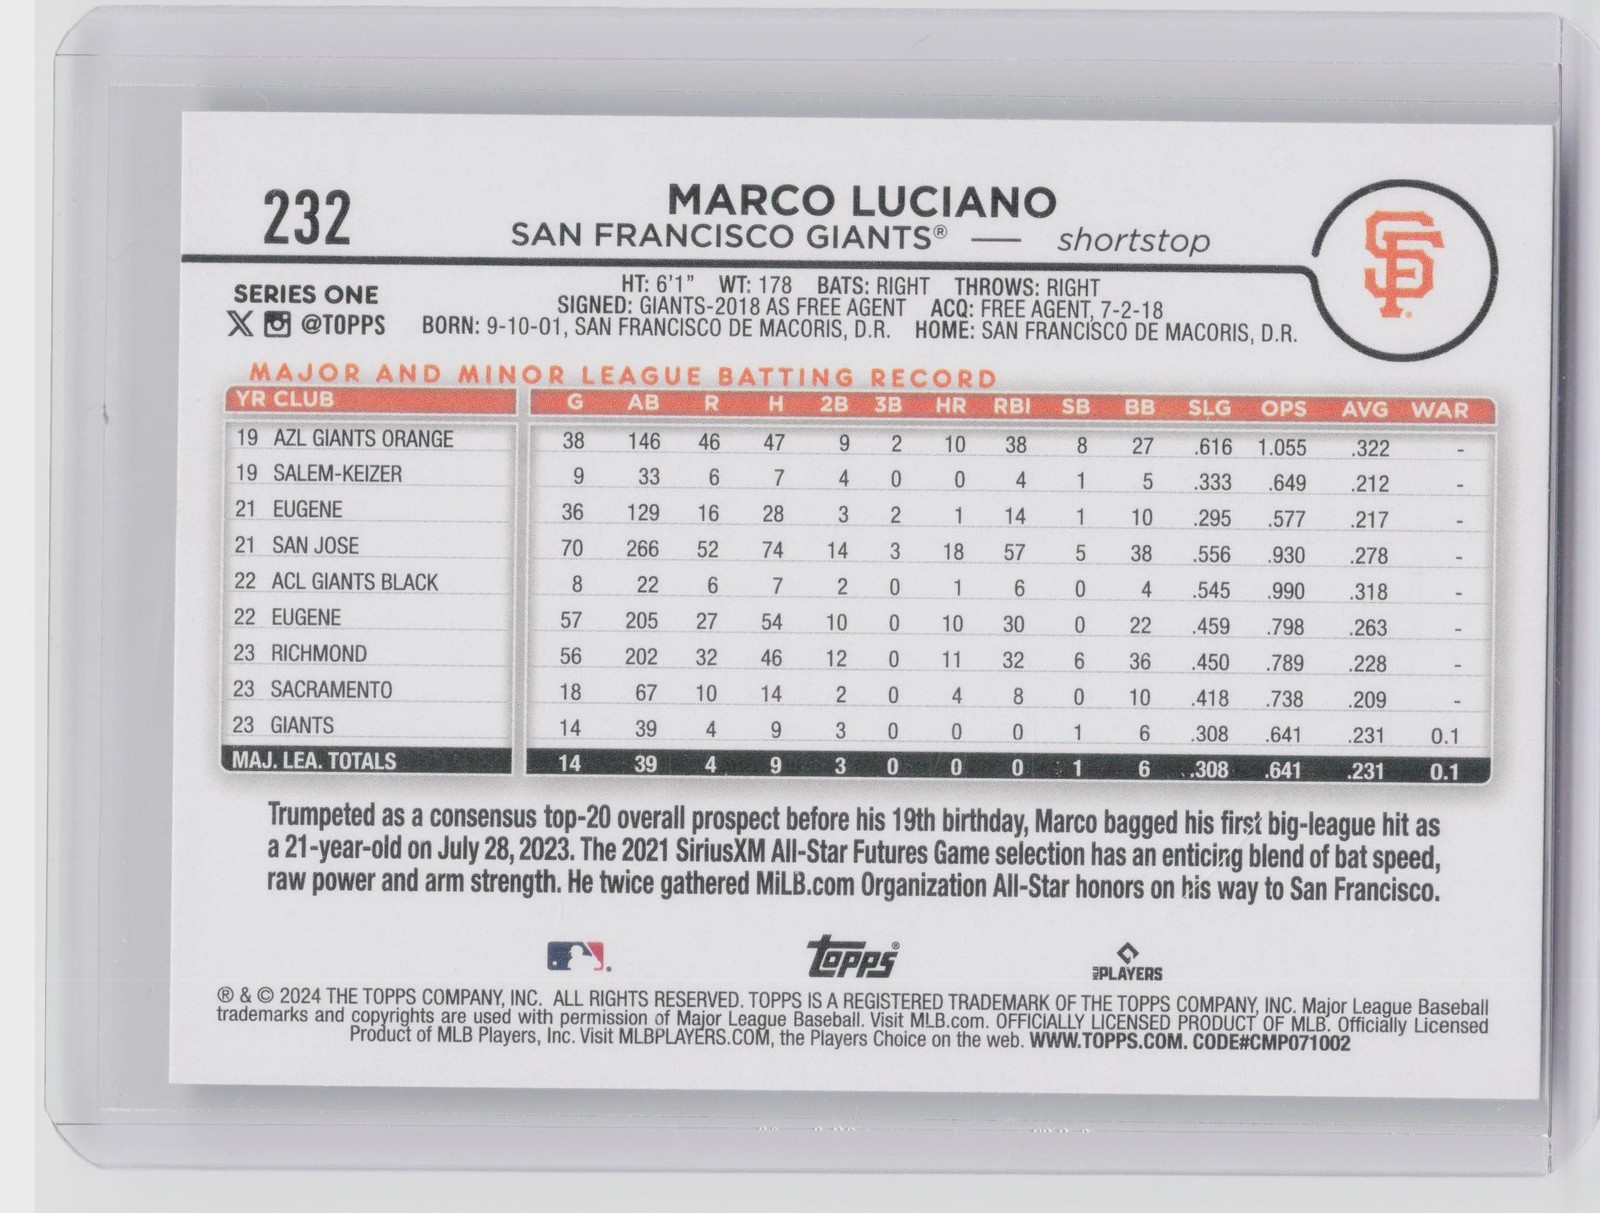 232
MARCO LUCIANO
SAN FRANCISCO GIANTS® — shortstop
SF
SERIES ONE
@TOPPS
HT: 6'1" WT: 178 BATS: RIGHT THROWS: RIGHT
SIGNED: GIANTS-2018 AS FREE AGENT ACQ: FREE AGENT, 7-2-18
BORN: 9-10-01, SAN FRANCISCO DE MACORIS, D.R. HOME: SAN FRANCISCO DE MACORIS, D.R.
MAJOR AND MINOR LEAGUE BATTING RECORD
YR CLUB G AB R H 2B 3B HR RBI SB BB SLG OPS AVG WAR
19 AZL GIANTS ORANGE 38 146 46 47 9 2 10 38 8 27 .616 1.055 .322 -
19 SALEM-KEIZER 9 33 6 7 4 0 0 4 1 5 .333 .649 .212 -
21 EUGENE 36 129 16 28 3 2 1 14 1 10 .295 .577 .217 -
21 SAN JOSE 70 266 52 74 14 3 18 57 5 38 .556 .930 .278 -
22 ACL GIANTS BLACK 8 22 6 7 2 0 1 6 0 4 .545 .990 .318 -
22 EUGENE 57 205 27 54 10 0 10 30 0 22 .459 .798 .263 -
23 RICHMOND 56 202 32 46 12 0 11 32 6 36 .450 .789 .228 -
23 SACRAMENTO 18 67 10 14 2 0 4 8 0 10 .418 .738 .209 -
23 GIANTS 14 39 4 9 3 0 0 0 1 6 .308 .641 .231 0.1
MAJ. LEA. TOTALS 14 39 4 9 3 0 0 0 1 6 .308 .641 .231 0.1
Trumpeted as a consensus top-20 overall prospect before his 19th birthday, Marco bagged his first big-league hit as
a 21-year-old on July 28, 2023. The 2021 SiriusXM All-Star Futures Game selection has an enticing blend of bat speed,
raw power and arm strength. He twice gathered MiLB.com Organization All-Star honors on his way to San Francisco.
Topps®
MLB PLAYERS
® & © 2024 THE TOPPS COMPANY, INC. ALL RIGHTS RESERVED. TOPPS IS A REGISTERED TRADEMARK OF THE TOPPS COMPANY, INC. Major League Baseball
trademarks and copyrights are used with permission of Major League Baseball. Visit MLB.com. OFFICIALLY LICENSED PRODUCT OF MLB. Officially Licensed
Product of MLB Players, Inc. Visit MLBPLAYERS.COM, the Players Choice on the web. WWW.TOPPS.COM. CODE#CMP071002